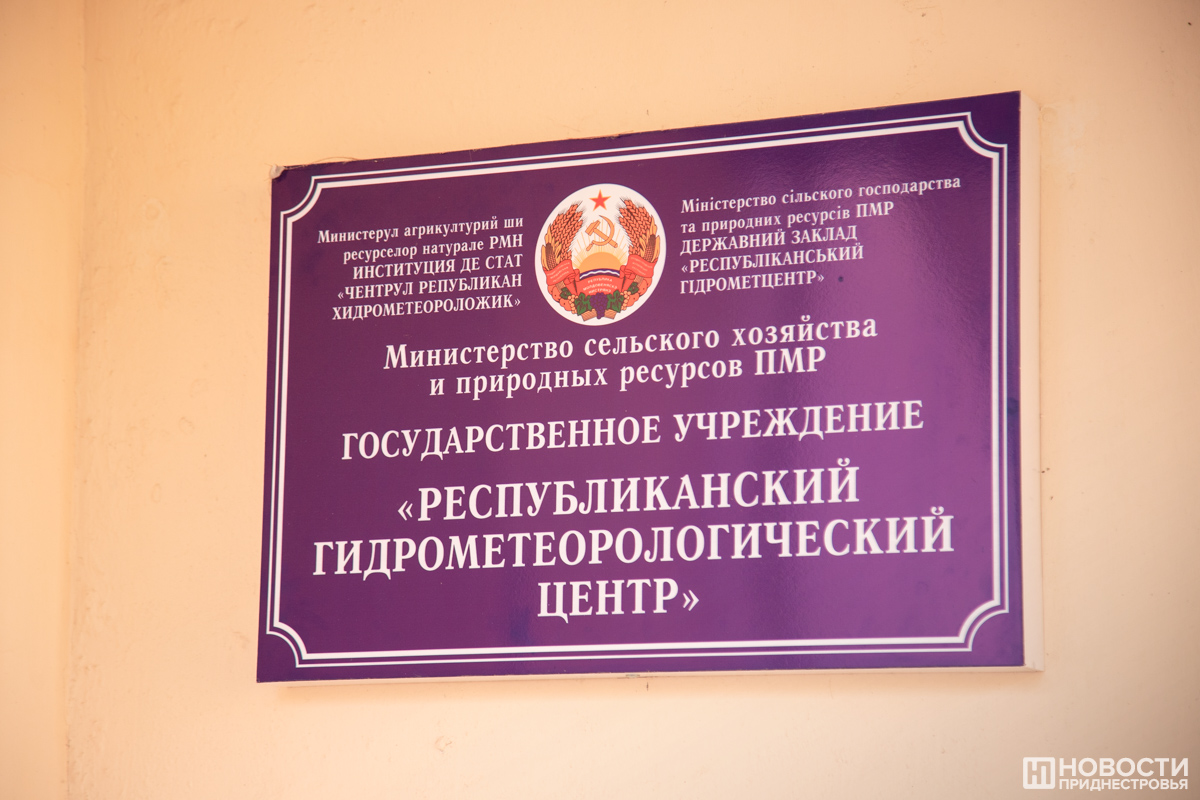 Министерул агрикултурий ши
ресурселор натурале РМН
ИНСТИТУЦИЯ ДЕ СТАТ
«ЧЕНТРУЛ РЕПУБЛИКАН
ХИДРОМЕТЕОРОЛОЖИК»
Міністерство сільского господарства
та природних ресурсів ПМР
ДЕРЖАВНИЙ ЗАКЛАД
«РЕСПУБЛІКАНСЬКИЙ
ГІДРОМЕТЦЕНТР»
Министерство сельского хозяйства
и природных ресурсов ПМР
ГОСУДАРСТВЕННОЕ УЧРЕЖДЕНИЕ
«РЕСПУБЛИКАНСКИЙ
ГИДРОМЕТЕОРОЛОГИЧЕСКИЙ
ЦЕНТР»
НОВОСТИ
ПРИДНЕСТРОВЬЯ